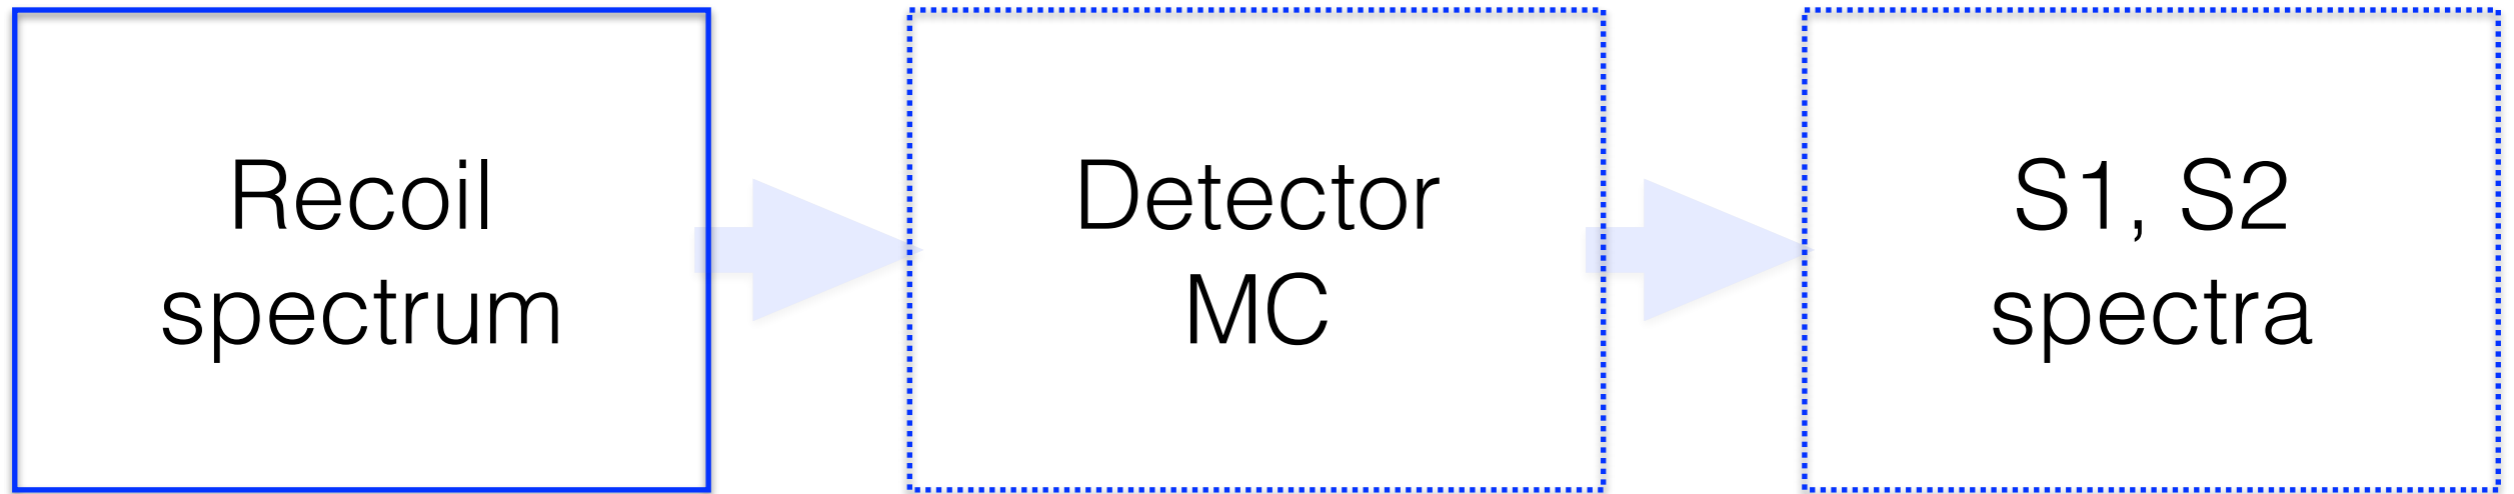 Recoil
spectrum
Detector
MC
S1, S2
spectra